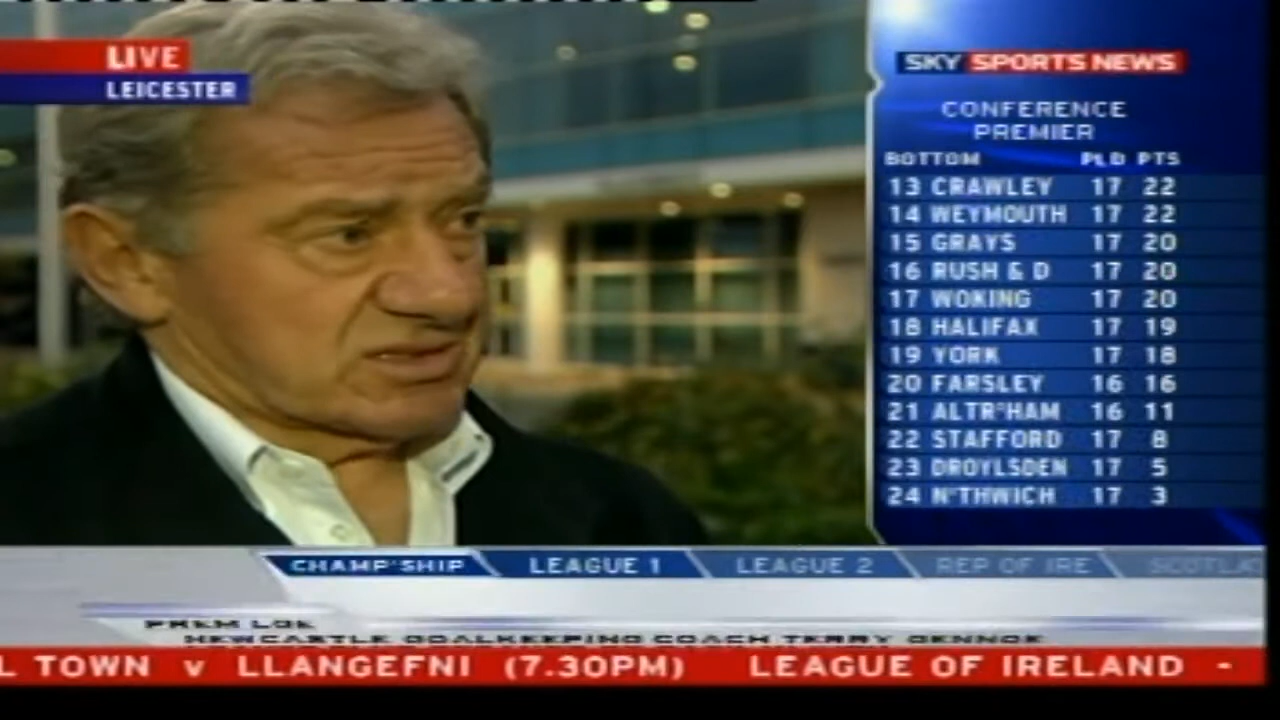 LIVE
LEICESTER
SKY SPORTS NEWS
CONFERENCE
PREMIER
BOTTOM PLD PTS
13 CRAWLEY 17 22
14 WEYMOUTH 17 22
15 GRAYS 17 20
16 RUSH & D 17 20
17 WOKING 17 20
18 HALIFAX 17 19
19 YORK 17 18
20 FARSLEY 16 16
21 ALTR'HAM 16 11
22 STAFFORD 17 8
23 DROYLSDEN 17 5
24 N'THWICH 17 3
CHAMP'SHIP LEAGUE 1 LEAGUE 2 REP OF IRE SCOTLA
PREM LGE
NEWCASTLE GOALKEEPING COACH TERRY GENNOE
L TOWN v LLANGEFNI (7.30PM) LEAGUE OF IRELAND -